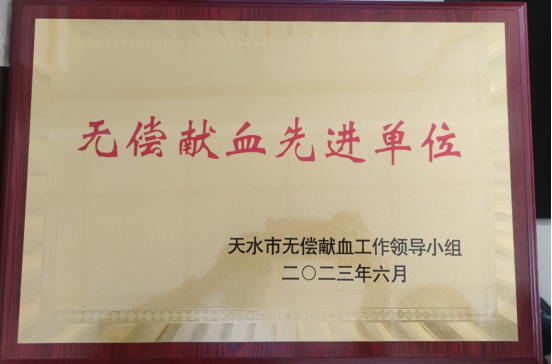 无偿献血先进单位
天水市无偿献血工作领导小组
二〇二三年六月